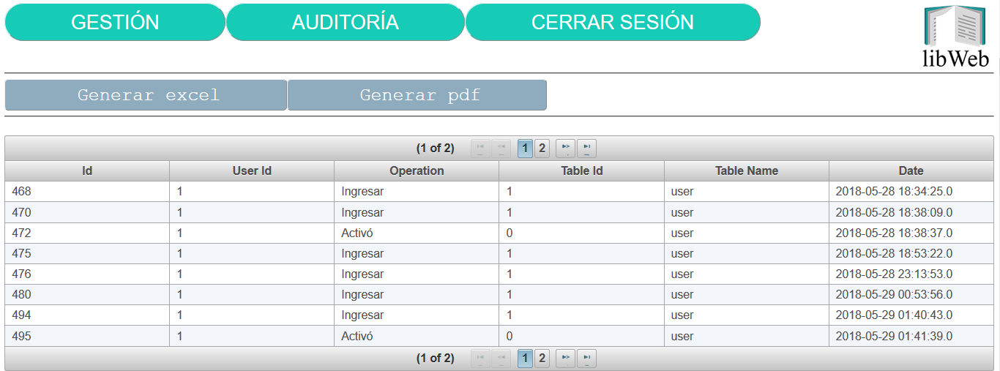 GESTIÓN AUDITORÍA CERRAR SESIÓN
libWeb
Generar excel Generar pdf
(1 of 2) 1 2
Id User Id Operation Table Id Table Name Date
468 1 Ingresar 1 user 2018-05-28 18:34:25.0
470 1 Ingresar 1 user 2018-05-28 18:38:09.0
472 1 Activó 0 user 2018-05-28 18:38:37.0
475 1 Ingresar 1 user 2018-05-28 18:53:22.0
476 1 Ingresar 1 user 2018-05-28 23:13:53.0
480 1 Ingresar 1 user 2018-05-29 00:53:56.0
494 1 Ingresar 1 user 2018-05-29 01:40:43.0
495 1 Activó 0 user 2018-05-29 01:41:39.0
(1 of 2) 1 2